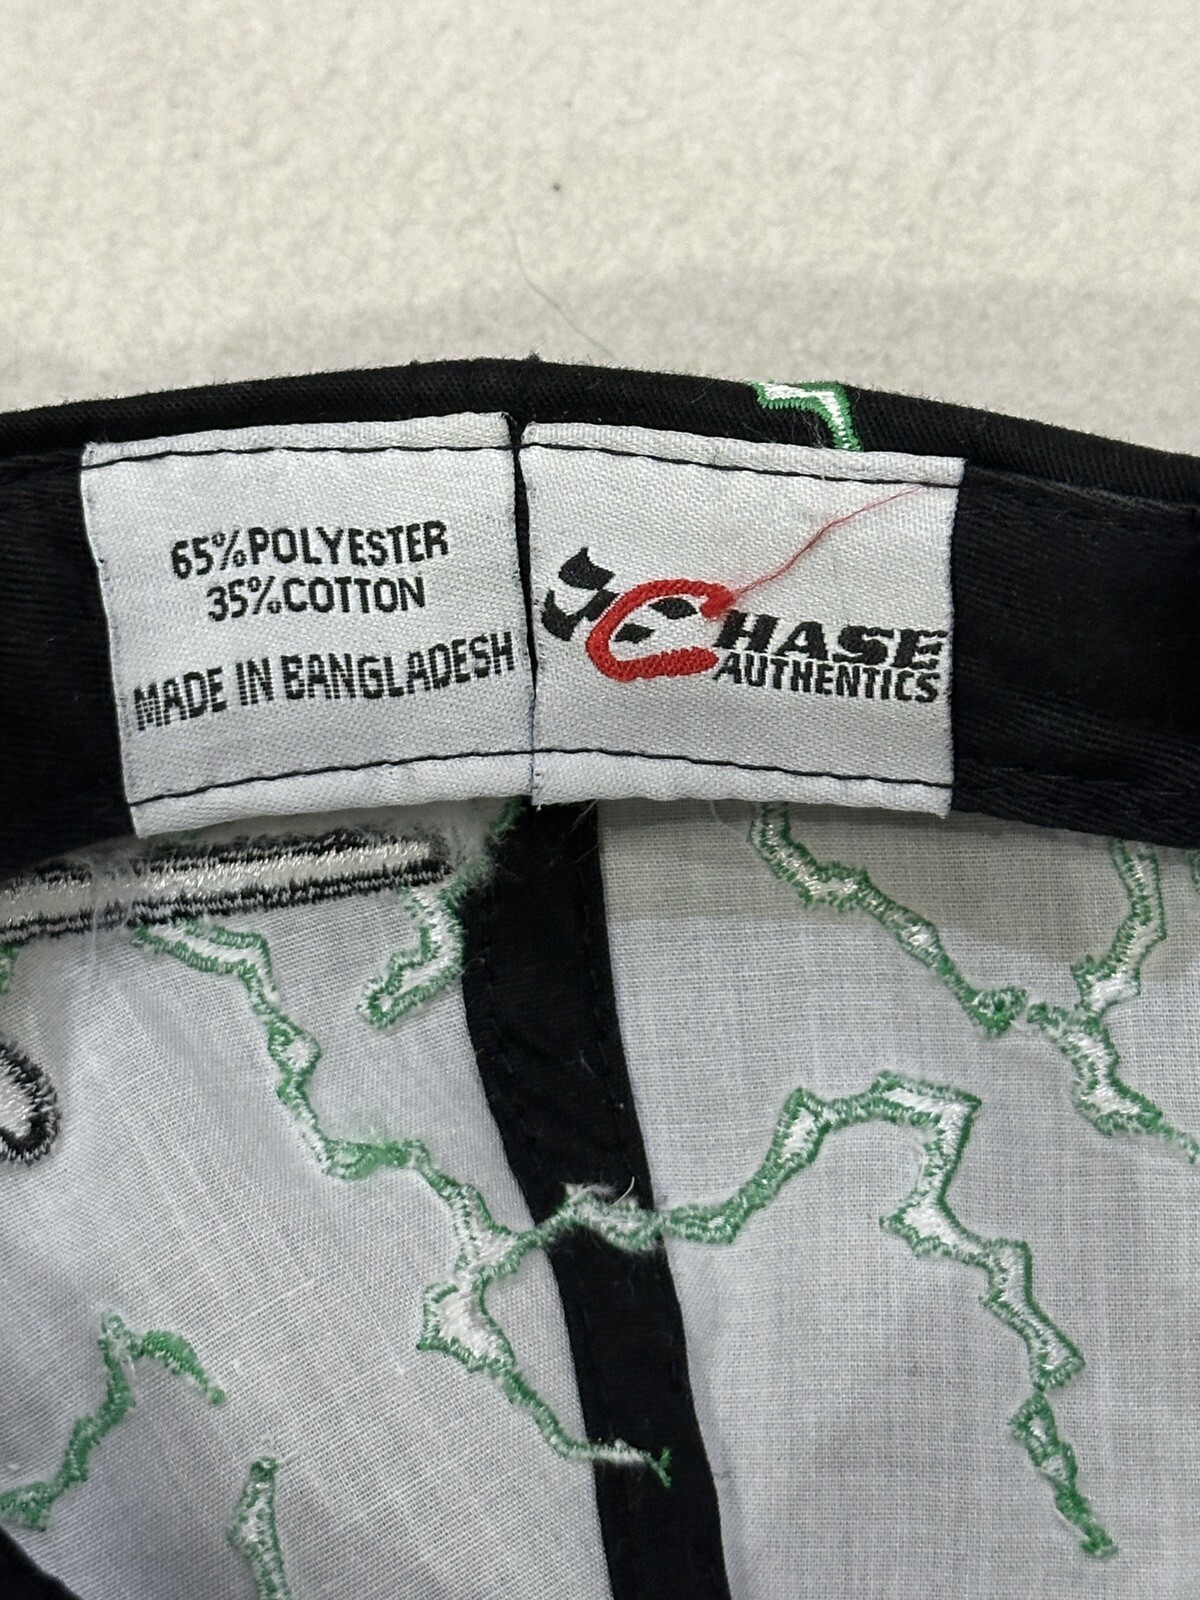 65%POLYESTER
35%COTTON
MADE IN BANGLADESH
CHASE
AUTHENTICS